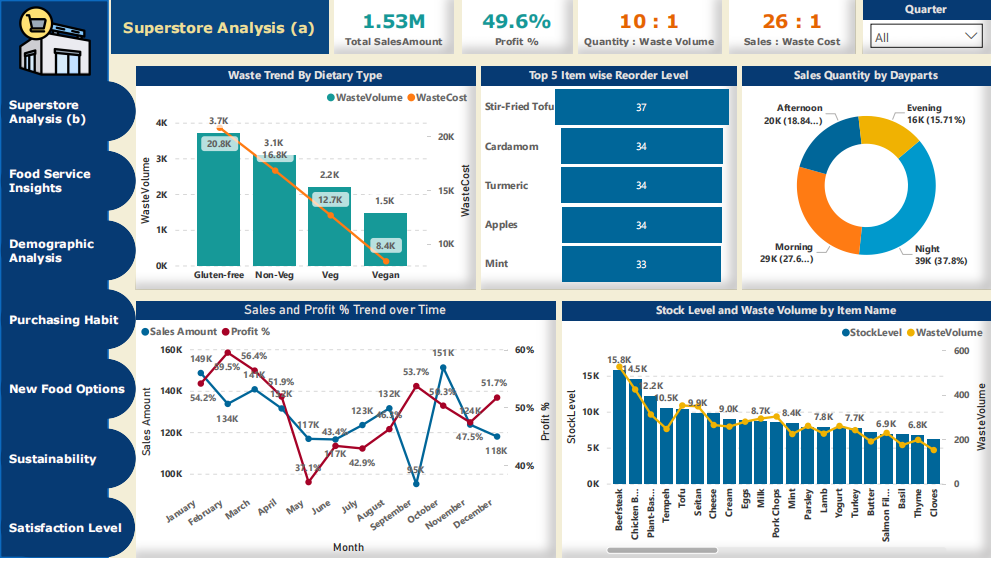 Superstore Analysis (a)
1.53M
Total SalesAmount
49.6%
Profit %
10 : 1
Quantity : Waste Volume
26 : 1
Sales : Waste Cost
Quarter
All
Superstore
Analysis (b)
Food Service
Insights
Demographic
Analysis
Purchasing Habit
New Food Options
Sustainability
Satisfaction Level
Waste Trend By Dietary Type
WasteVolume WasteCost
WasteVolume
4K
3K
2K
1K
0K
3.7K
20.8K
3.1K
16.8K
2.2K
12.7K
1.5K
8.4K
20K
15K
10K
WasteCost
Gluten-free Non-Veg Veg Vegan
Top 5 Item wise Reorder Level
Stir-Fried Tofu 37
Cardamom 34
Turmeric 34
Apples 34
Mint 33
Sales Quantity by Dayparts
Afternoon
20K (18.84...)
Evening
16K (15.71%)
Morning
29K (27.6...)
Night
39K (37.8%)
Sales and Profit % Trend over Time
Sales Amount Profit %
Sales Amount
160K
140K
120K
100K
149K
54.2%
59.5%
134K
56.4%
141K
51.9%
132K
117K
37.1%
43.4%
117K
123K
42.9%
132K
46.3%
53.7%
95K
151K
50.3%
124K
47.5%
51.7%
118K
60%
50%
40%
Profit %
January February March April May June July August September October November December
Month
Stock Level and Waste Volume by Item Name
StockLevel WasteVolume
StockLevel
15K
10K
5K
0K
15.8K
14.5K
12.2K
10.5K
9.9K
9.0K
8.7K
8.4K
7.8K
7.7K
6.9K
6.8K
600
400
200
0
WasteVolume
Beefsteak Chicken B... Plant-Bas... Tempeh Tofu Seitan Cheese Cream Eggs Milk Pork Chops Mint Parsley Lamb Yogurt Turkey Butter Salmon Fil... Basil Thyme Cloves